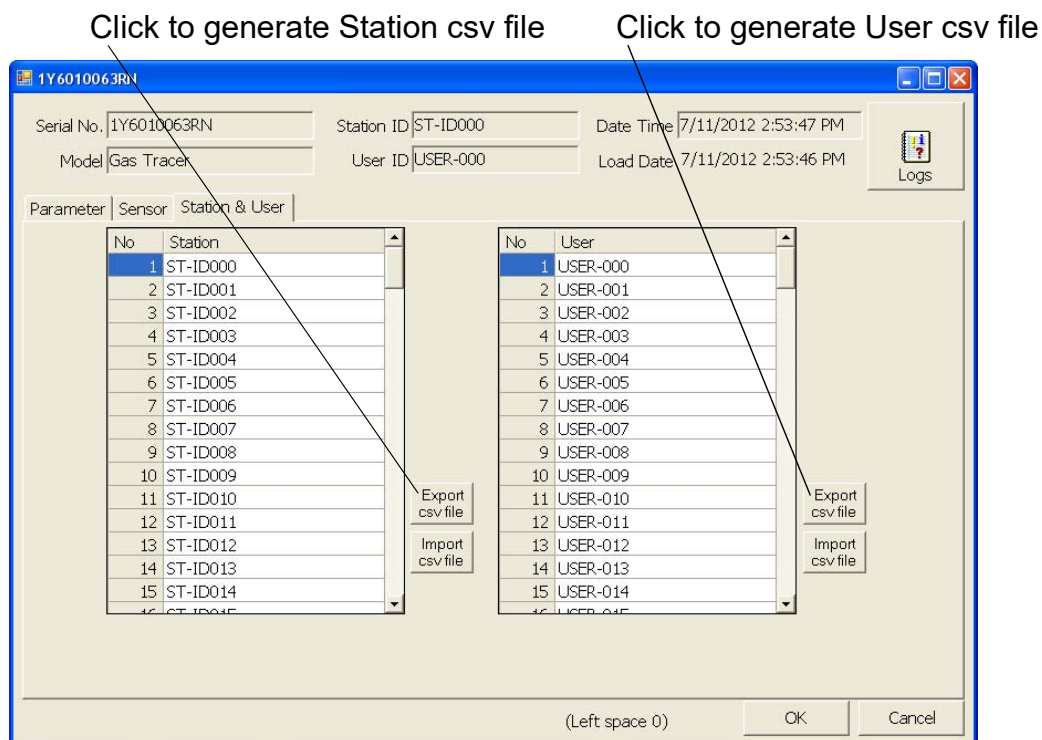 Click to generate Station csv file Click to generate User csv file
1Y6010063RN
Serial No. 1Y6010063RN Station ID ST-ID000 Date Time 7/11/2012 2:53:47 PM
Model Gas Tracer User ID USER-000 Load Date 7/11/2012 2:53:46 PM
Logs
Parameter Sensor Station & User
No Station No User
1 ST-ID000 1 USER-000
2 ST-ID001 2 USER-001
3 ST-ID002 3 USER-002
4 ST-ID003 4 USER-003
5 ST-ID004 5 USER-004
6 ST-ID005 6 USER-005
7 ST-ID006 7 USER-006
8 ST-ID007 8 USER-007
9 ST-ID008 9 USER-008
10 ST-ID009 10 USER-009
11 ST-ID010 Export csv file 11 USER-010 Export csv file
12 ST-ID011 12 USER-011
13 ST-ID012 Import csv file 13 USER-012 Import csv file
14 ST-ID013 14 USER-013
15 ST-ID014 15 USER-014
(Left space 0) OK Cancel